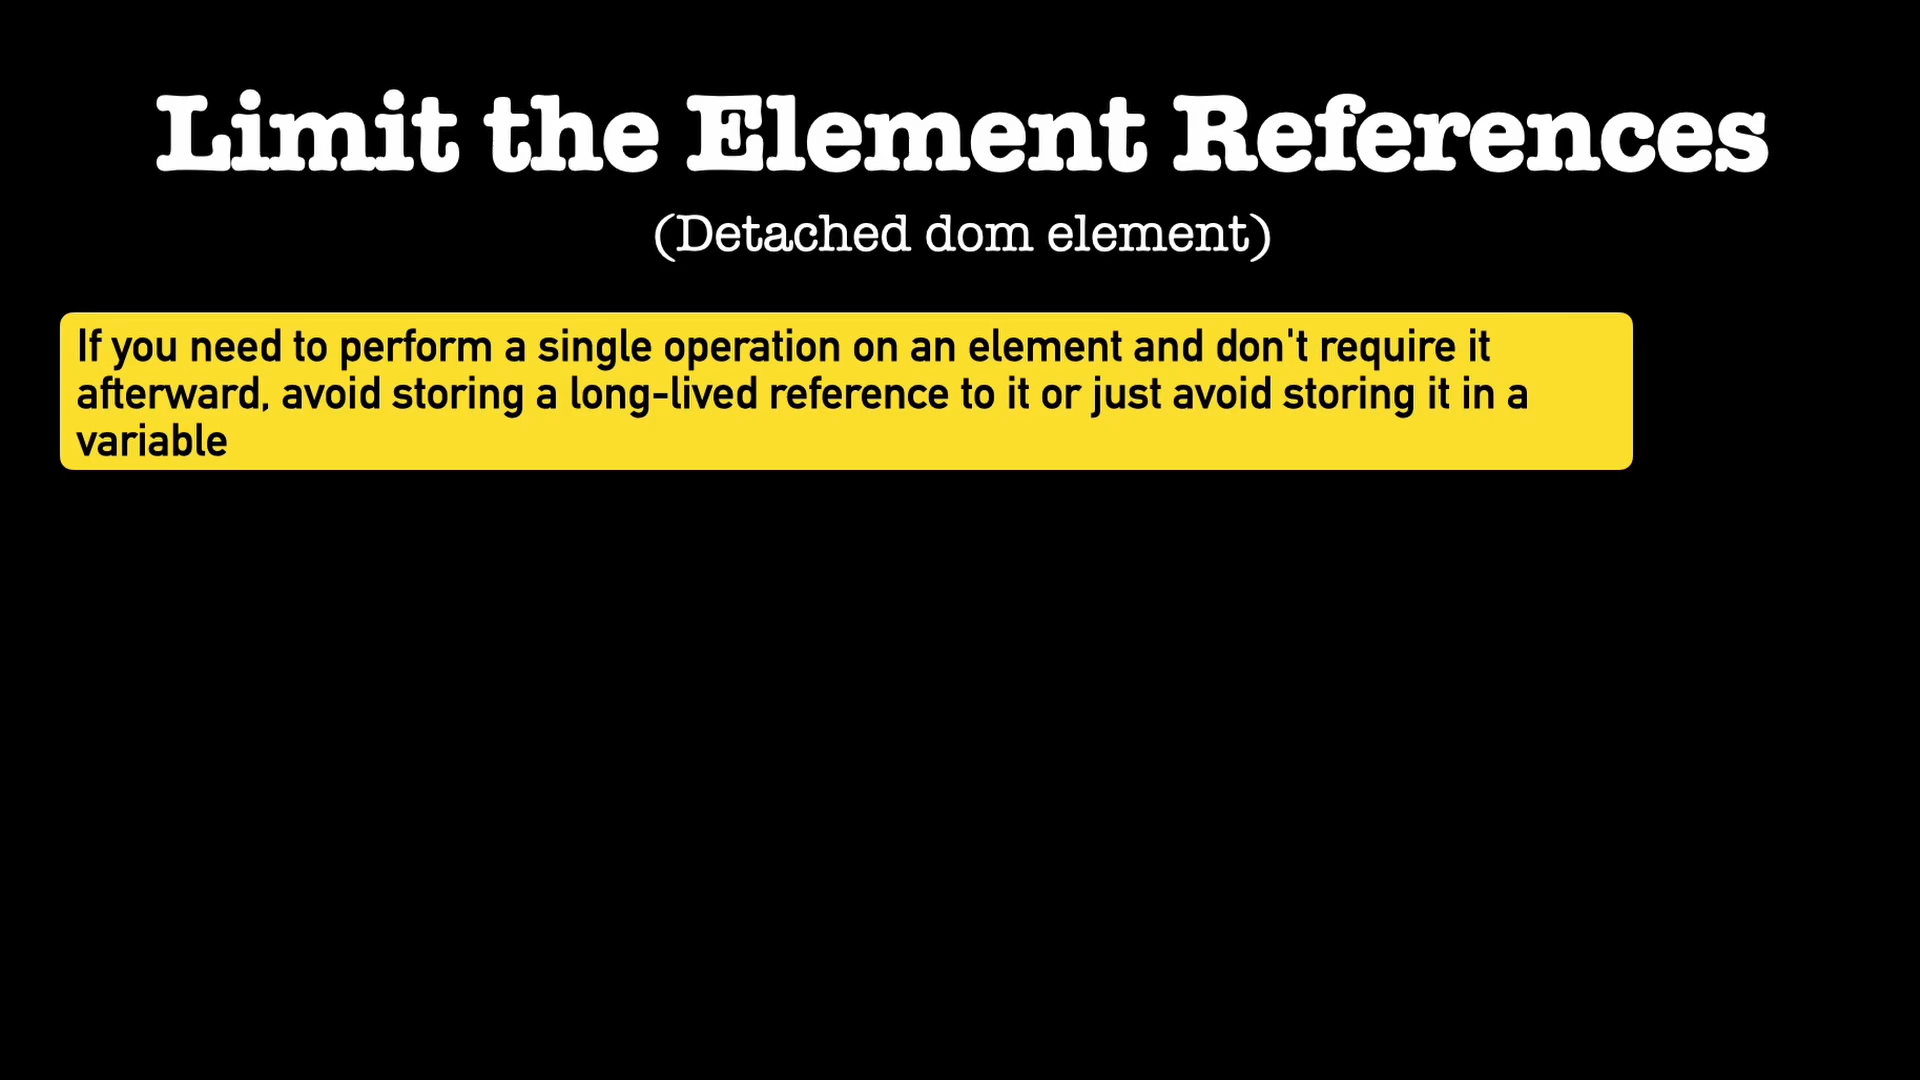 Limit the Element References
(Detached dom element)
If you need to perform a single operation on an element and don't require it
afterward, avoid storing a long-lived reference to it or just avoid storing it in a
variable